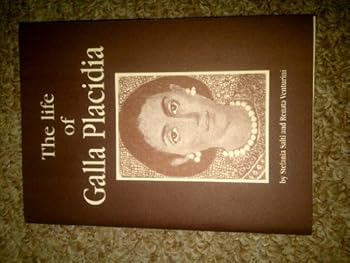 The life
of
Galla Placidia
by Stefania Salti and Renata Venturini